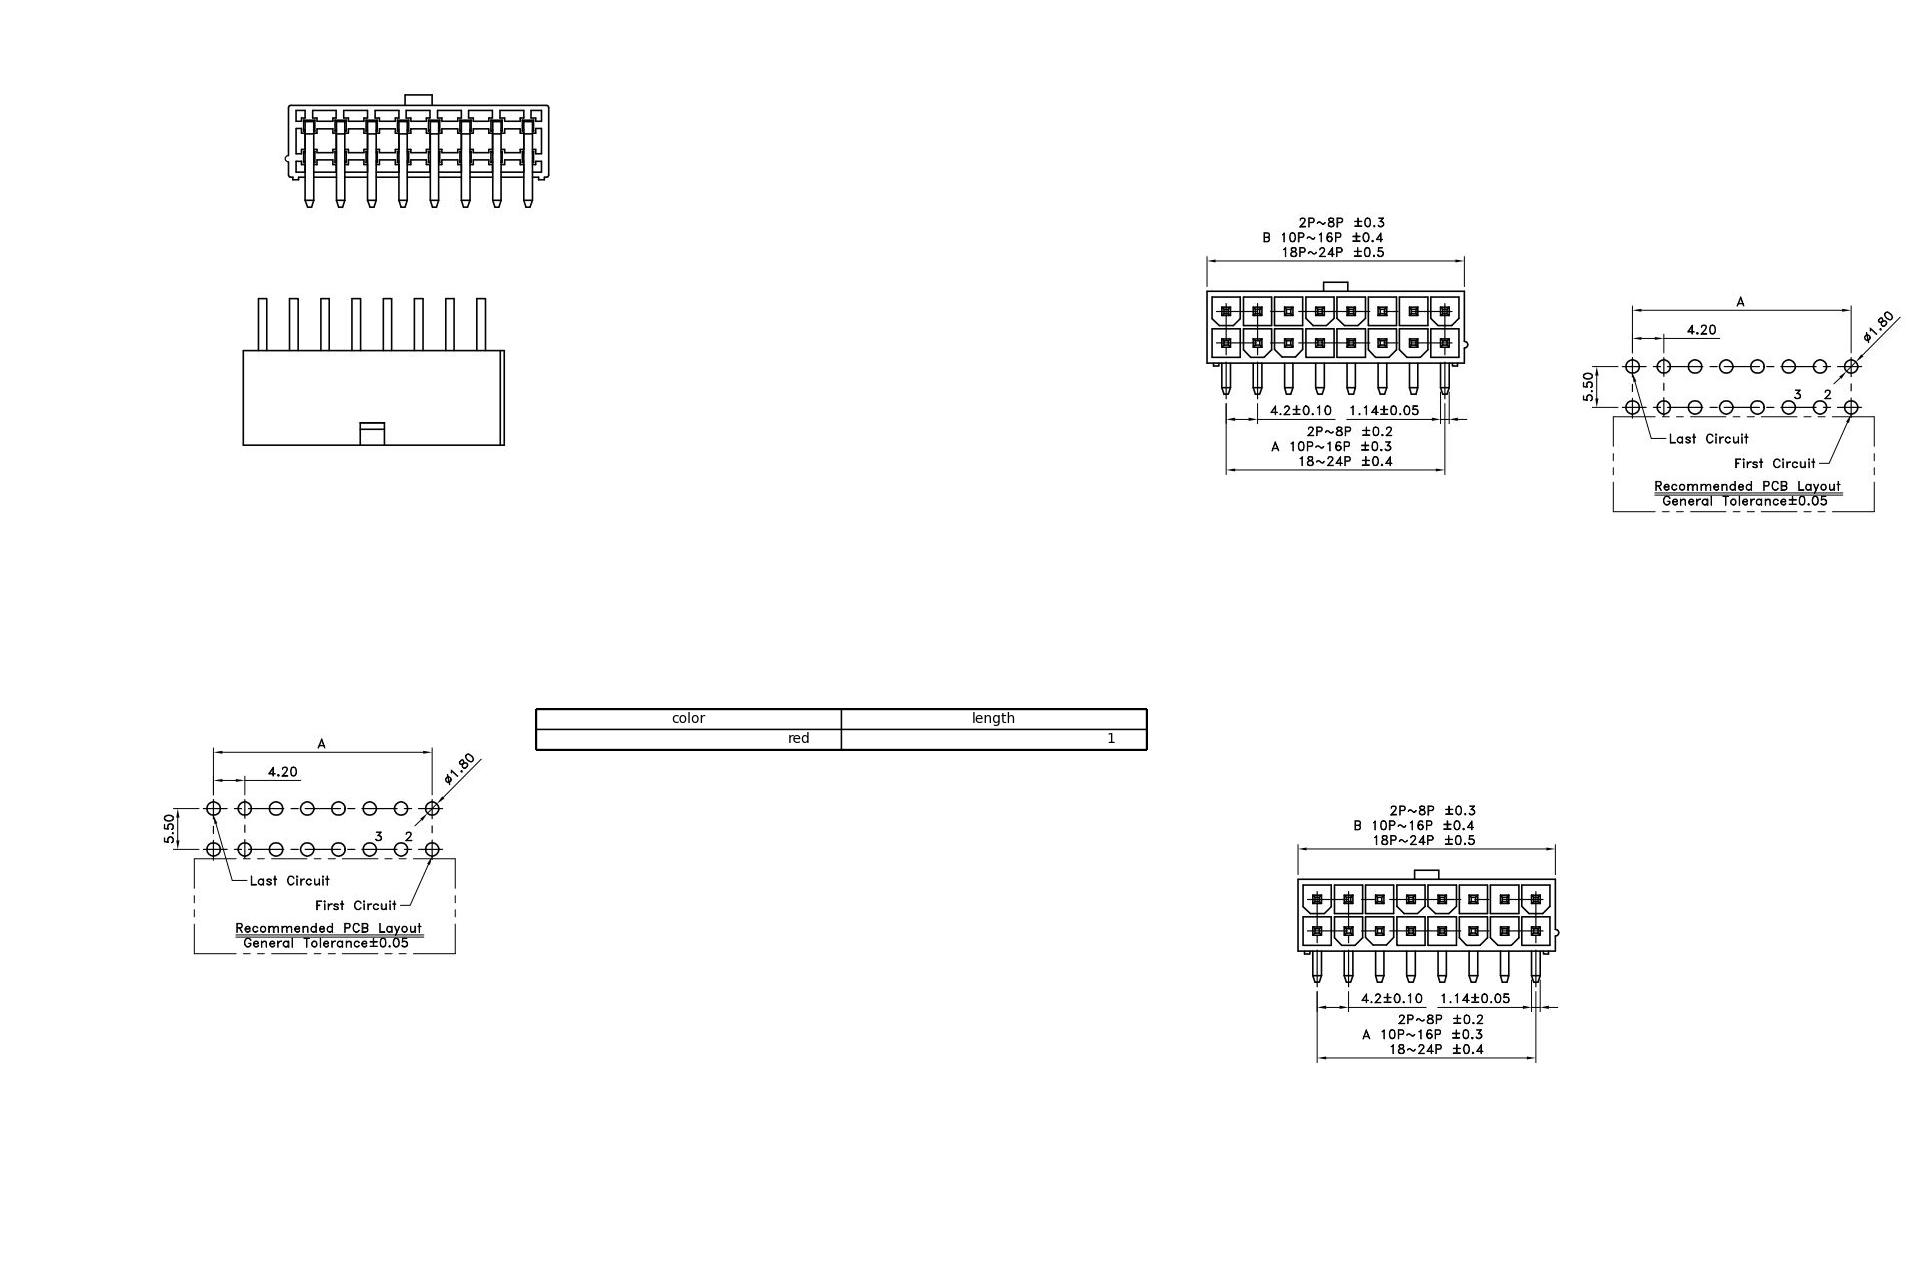 2P~8P ±0.3
B 10P~16P ±0.4
18P~24P ±0.5
4.2±0.10 1.14±0.05
2P~8P ±0.2
A 10P~16P ±0.3
18~24P ±0.4
A
4.20
ø1.80
5.50
3 2
Last Circuit
First Circuit
Recommended PCB Layout
General Tolerance±0.05
color length
red 1
A
4.20
ø1.80
5.50
3 2
Last Circuit
First Circuit
Recommended PCB Layout
General Tolerance±0.05
2P~8P ±0.3
B 10P~16P ±0.4
18P~24P ±0.5
4.2±0.10 1.14±0.05
2P~8P ±0.2
A 10P~16P ±0.3
18~24P ±0.4